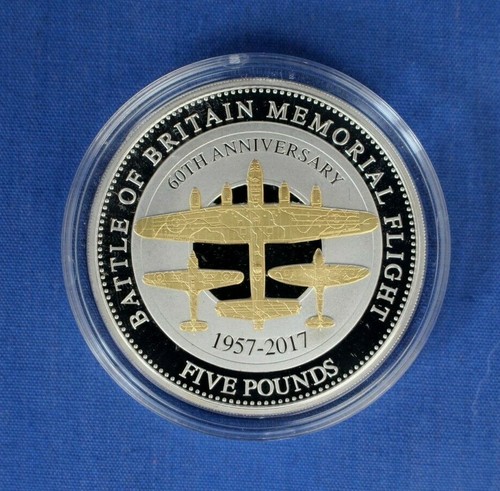 BATTLE OF BRITAIN MEMORIAL FLIGHT
60TH ANNIVERSARY
1957-2017
FIVE POUNDS